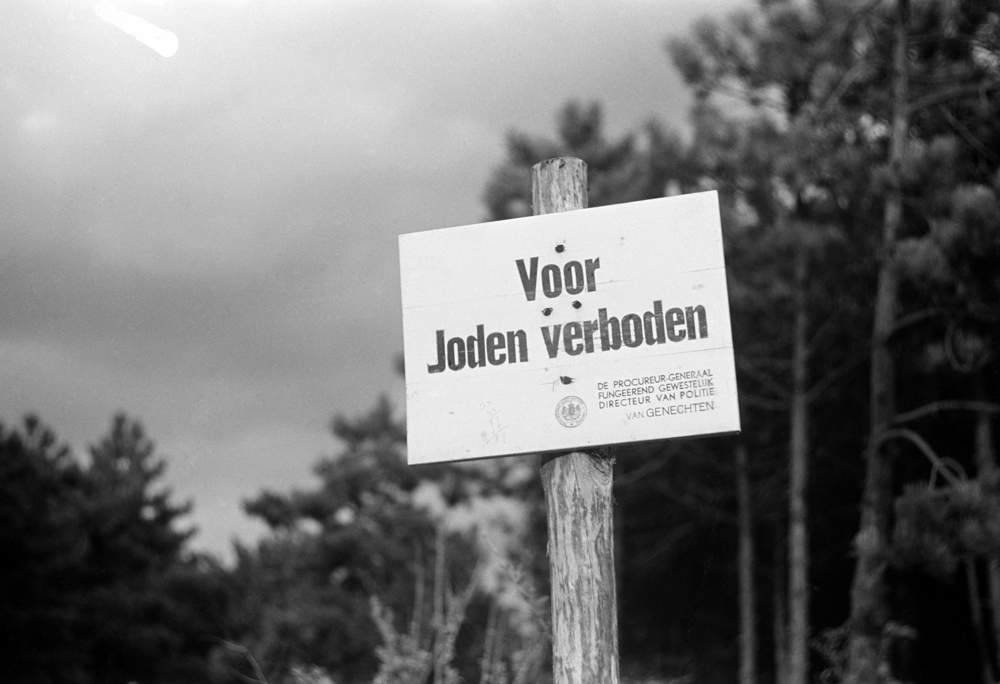 Voor
Joden verboden
DE PROCUREUR-GENERAAL
FUNGEEREND GEWESTELIJK
DIRECTEUR VAN POLITIE
VAN GENECHTEN